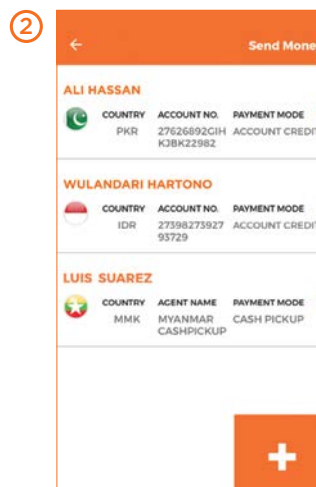 2
Send Mone
ALI HASSAN
COUNTRY ACCOUNT NO. PAYMENT MODE
PKR 27626892GIH ACCOUNT CREDIT
KJBK22982
WULANDARI HARTONO
COUNTRY ACCOUNT NO. PAYMENT MODE
IDR 27398273927 ACCOUNT CREDIT
93729
LUIS SUAREZ
COUNTRY AGENT NAME PAYMENT MODE
MMK MYANMAR CASH PICKUP
CASHPICKUP
+